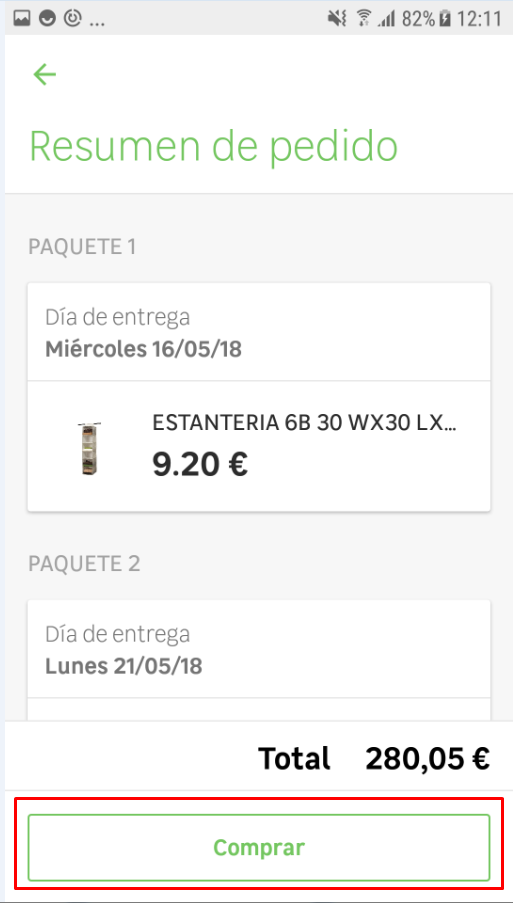 ... 82% 12:11
Resumen de pedido
PAQUETE 1
Día de entrega
Miércoles 16/05/18
ESTANTERIA 6B 30 WX30 LX...
9.20 €
PAQUETE 2
Día de entrega
Lunes 21/05/18
Total 280,05 €
Comprar